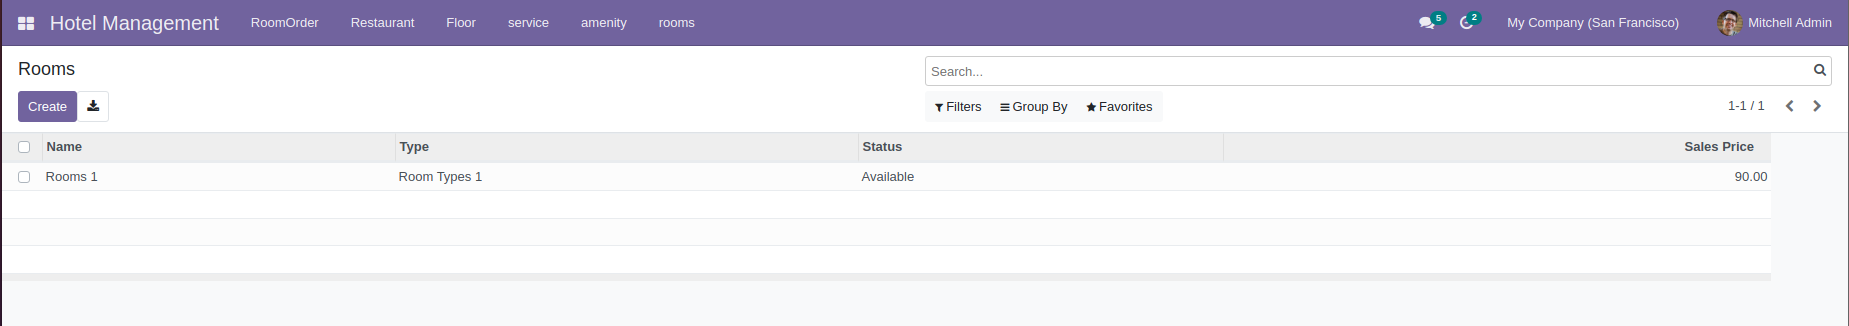 Hotel Management RoomOrder Restaurant Floor service amenity rooms 5 2 My Company (San Francisco) Mitchell Admin
Rooms
Search...
Create
Filters Group By Favorites 1-1 / 1
Name Type Status Sales Price
Rooms 1 Room Types 1 Available 90.00